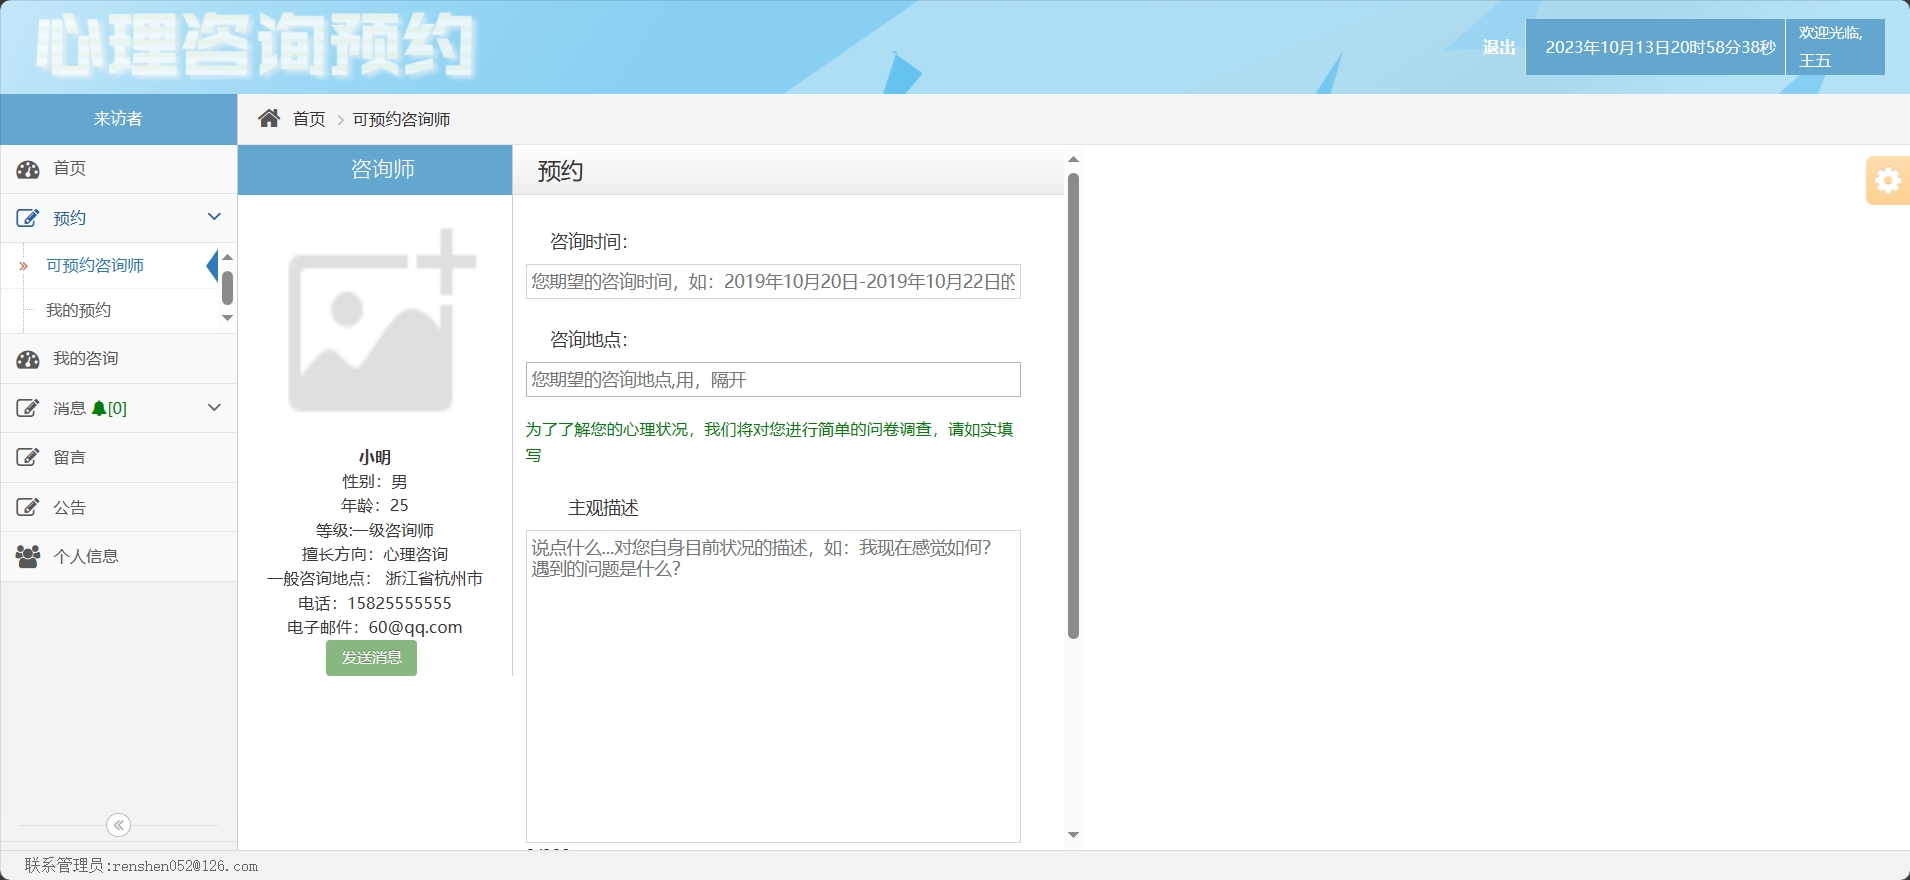 心理咨询预约
退出
2023年10月13日20时58分38秒
欢迎光临,
王五
来访者
首页
可预约咨询师
首页
预约
可预约咨询师
我的预约
我的咨询
消息 [0]
留言
公告
个人信息
咨询师
小明
性别：男
年龄：25
等级:一级咨询师
擅长方向：心理咨询
一般咨询地点： 浙江省杭州市
电话：15825555555
电子邮件：60@qq.com
发送消息
预约
咨询时间：
您期望的咨询时间，如：2019年10月20日-2019年10月22日的
咨询地点：
您期望的咨询地点,用，隔开
为了了解您的心理状况，我们将对您进行简单的问卷调查，请如实填
写
主观描述
说点什么...对您自身目前状况的描述，如：我现在感觉如何？
遇到的问题是什么？
联系管理员:renshen052@126.com